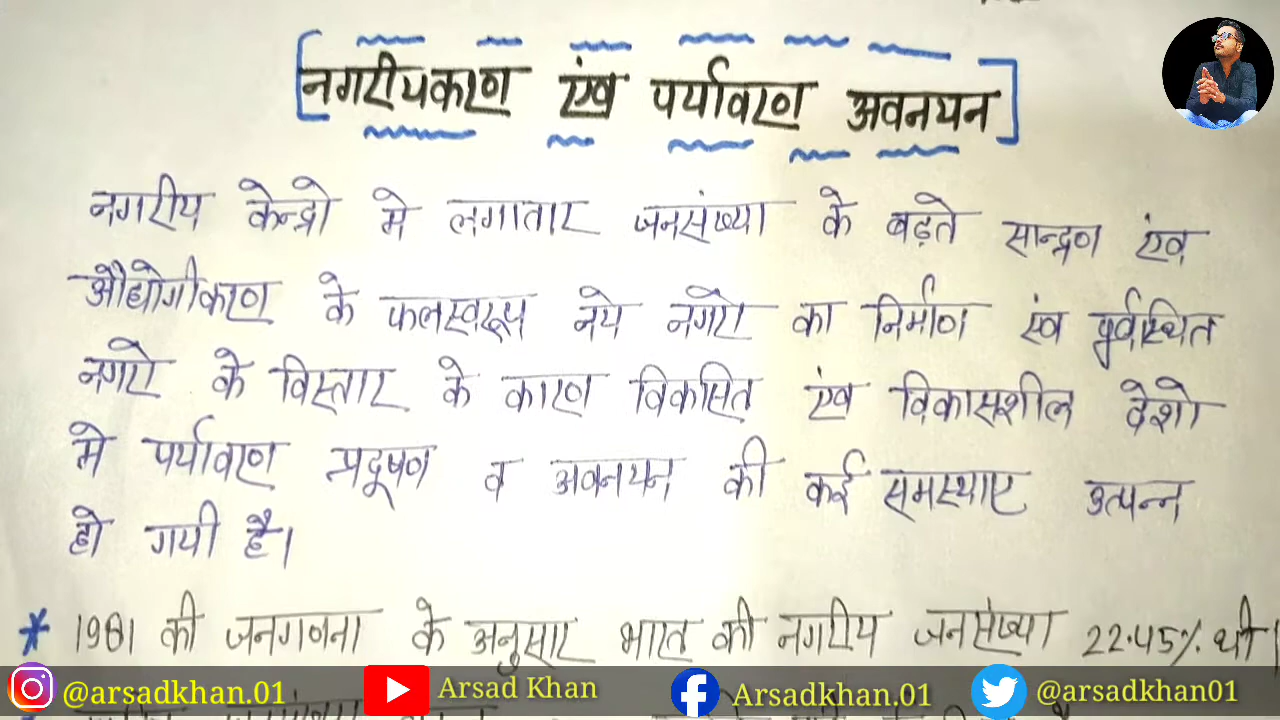 [नगरीयकरण एंव पर्यावरण अवनयन]
नगरीय केन्द्रो मे लगातार जनसंख्या के बढ़ते सान्द्रण एंव
औद्योगीकरण के फलस्वरूप नये नगरो का निर्माण एंव पूर्वस्थित
नगरो के विस्तार के कारण विकसित एंव विकासशील देशो
मे पर्यावरण प्रदूषण व अवनयन की कई समस्याए उत्पन्न
हो गयी है।
* 1981 की जनगणना के अनुसार भारत की नगरीय जनसंख्या 22.45% थी।
@arsadkhan.01 Arsad Khan Arsadkhan.01 @arsadkhan01